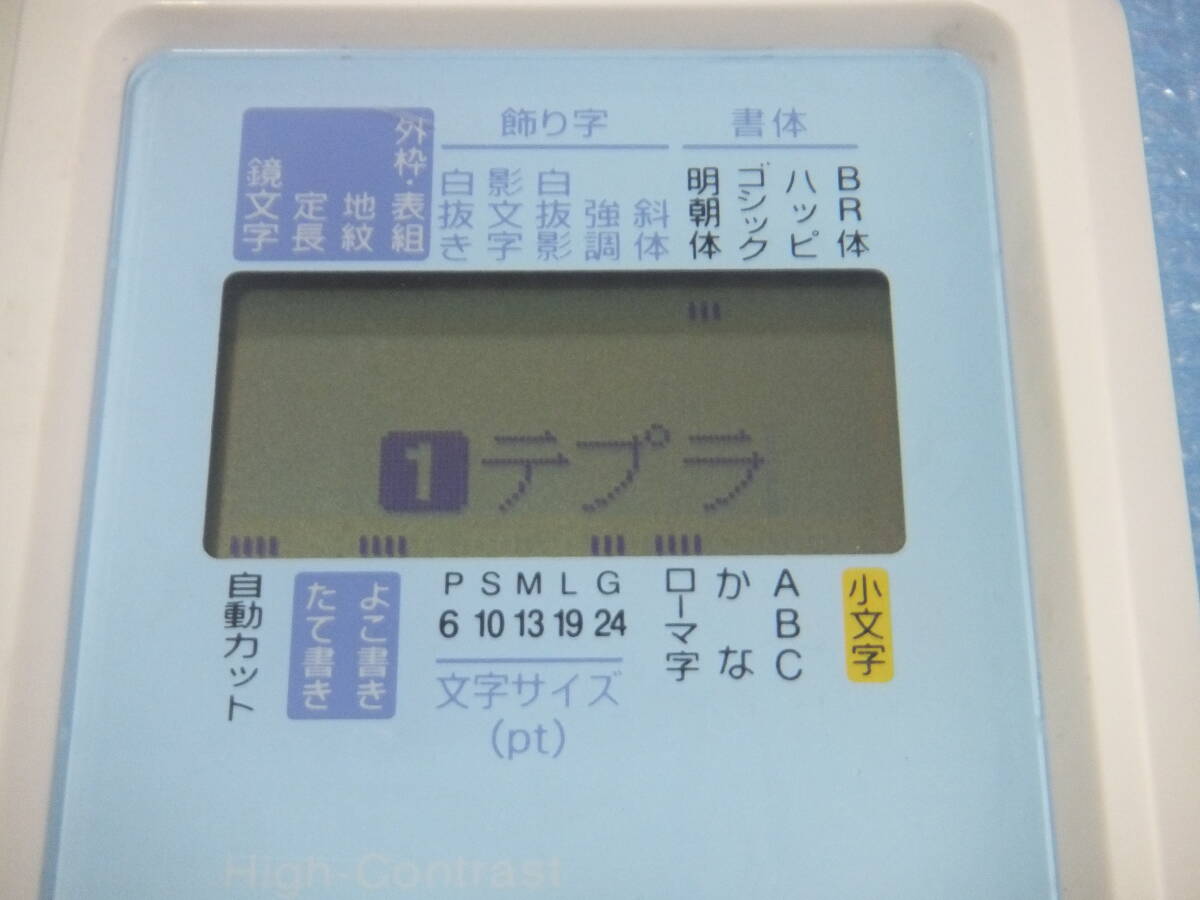 飾り字
書体
鏡文字
定長
地紋
外枠・表組
白抜き
影文字
白抜影
強調
斜体
明朝体
ゴシック
ハッピ
BR体
1テプラ
自動カット
たて書き
よこ書き
P S M L G
6 10 13 19 24
文字サイズ
(pt)
ローマ字
かな
ABC
小文字
High-Contrast